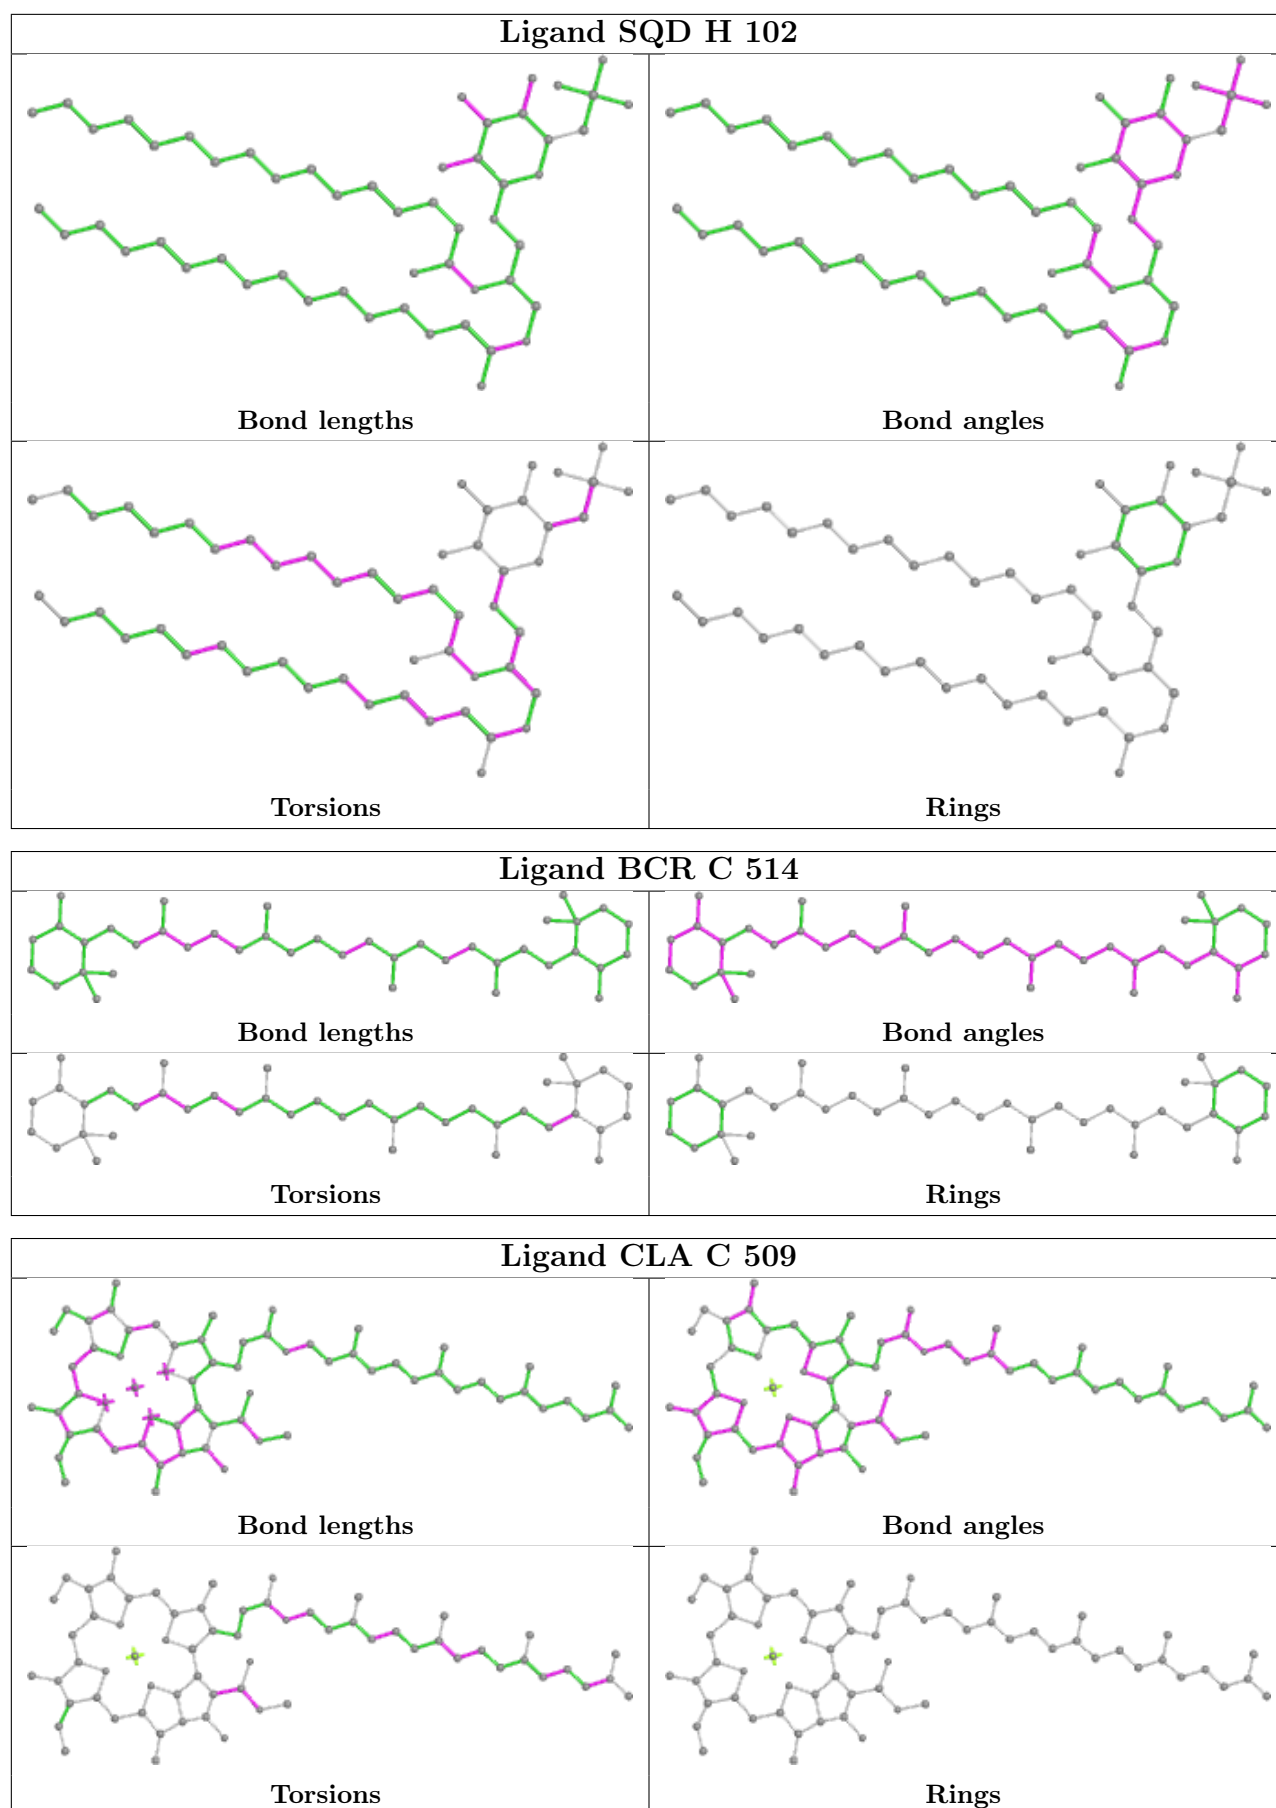 Ligand SQD H 102
Bond lengths
Bond angles
Torsions
Rings
Ligand BCR C 514
Bond lengths
Bond angles
Torsions
Rings
Ligand CLA C 509
Bond lengths
Bond angles
Torsions
Rings